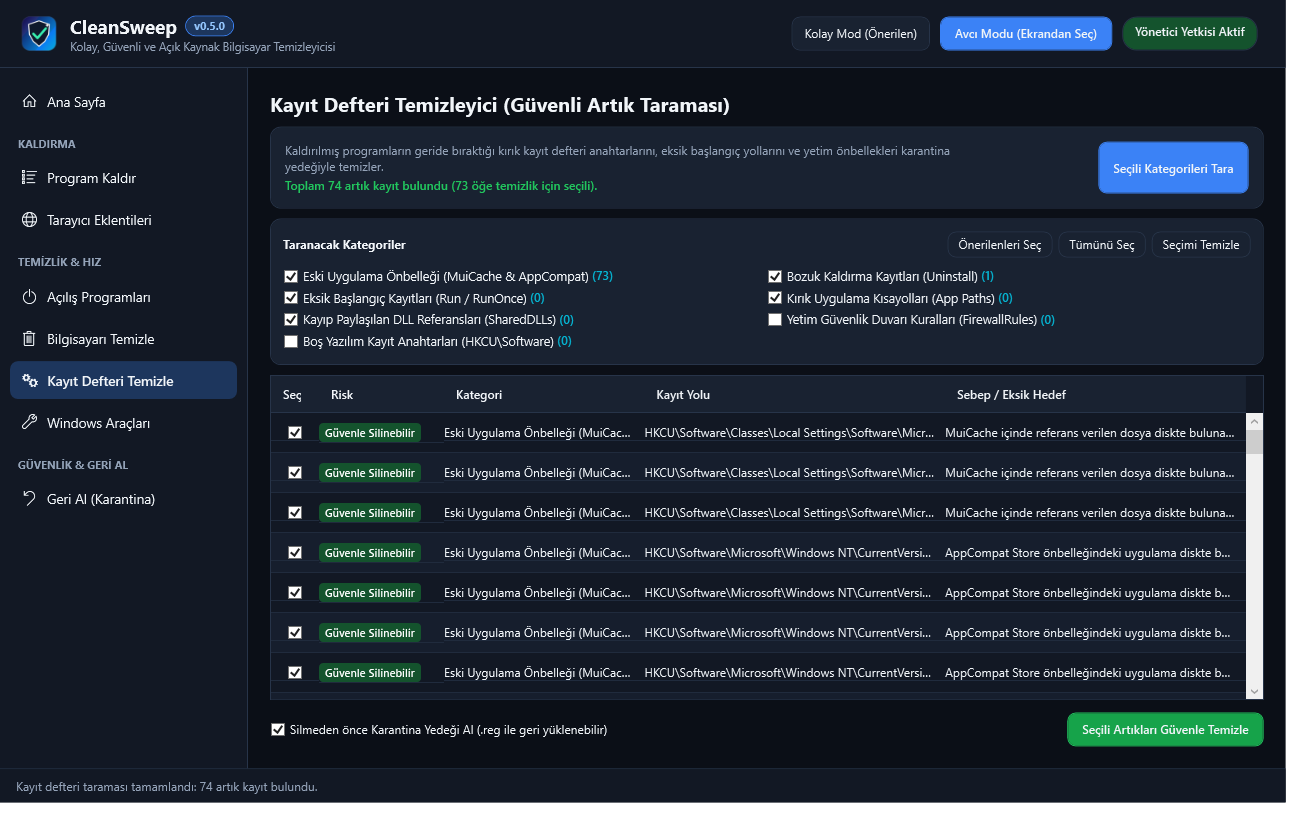 CleanSweep v0.5.0
Kolay, Güvenli ve Açık Kaynak Bilgisayar Temizleyicisi
Kolay Mod (Önerilen)
Avcı Modu (Ekrandan Seç)
Yönetici Yetkisi Aktif
Ana Sayfa
KALDIRMA
Program Kaldır
Tarayıcı Eklentileri
TEMİZLİK & HIZ
Açılış Programları
Bilgisayarı Temizle
Kayıt Defteri Temizle
Windows Araçları
GÜVENLİK & GERİ AL
Geri Al (Karantina)
Kayıt Defteri Temizleyici (Güvenli Artık Taraması)
Kaldırılmış programların geride bıraktığı kırık kayıt defteri anahtarlarını, eksik başlangıç yollarını ve yetim önbellekleri karantina
yedeğiyle temizler.
Toplam 74 artık kayıt bulundu (73 öğe temizlik için seçili).
Seçili Kategorileri Tara
Taranacak Kategoriler
Önerilenleri Seç
Tümünü Seç
Seçimi Temizle
Eski Uygulama Önbelleği (MuiCache & AppCompat) (73)
Bozuk Kaldırma Kayıtları (Uninstall) (1)
Eksik Başlangıç Kayıtları (Run / RunOnce) (0)
Kırık Uygulama Kısayolları (App Paths) (0)
Kayıp Paylaşılan DLL Referansları (SharedDLLs) (0)
Yetim Güvenlik Duvarı Kuralları (FirewallRules) (0)
Boş Yazılım Kayıt Anahtarları (HKCU\Software) (0)
Seç Risk Kategori Kayıt Yolu Sebep / Eksik Hedef
Güvenle Silinebilir Eski Uygulama Önbelleği (MuiCac... HKCU\Software\Classes\Local Settings\Software\Micr... MuiCache içinde referans verilen dosya diskte buluna...
Güvenle Silinebilir Eski Uygulama Önbelleği (MuiCac... HKCU\Software\Classes\Local Settings\Software\Micr... MuiCache içinde referans verilen dosya diskte buluna...
Güvenle Silinebilir Eski Uygulama Önbelleği (MuiCac... HKCU\Software\Classes\Local Settings\Software\Micr... MuiCache içinde referans verilen dosya diskte buluna...
Güvenle Silinebilir Eski Uygulama Önbelleği (MuiCac... HKCU\Software\Microsoft\Windows NT\CurrentVersi... AppCompat Store önbelleğindeki uygulama diskte b...
Güvenle Silinebilir Eski Uygulama Önbelleği (MuiCac... HKCU\Software\Microsoft\Windows NT\CurrentVersi... AppCompat Store önbelleğindeki uygulama diskte b...
Güvenle Silinebilir Eski Uygulama Önbelleği (MuiCac... HKCU\Software\Microsoft\Windows NT\CurrentVersi... AppCompat Store önbelleğindeki uygulama diskte b...
Güvenle Silinebilir Eski Uygulama Önbelleği (MuiCac... HKCU\Software\Microsoft\Windows NT\CurrentVersi... AppCompat Store önbelleğindeki uygulama diskte b...
Silmeden önce Karantina Yedeği Al (.reg ile geri yüklenebilir)
Seçili Artıkları Güvenle Temizle
Kayıt defteri taraması tamamlandı: 74 artık kayıt bulundu.